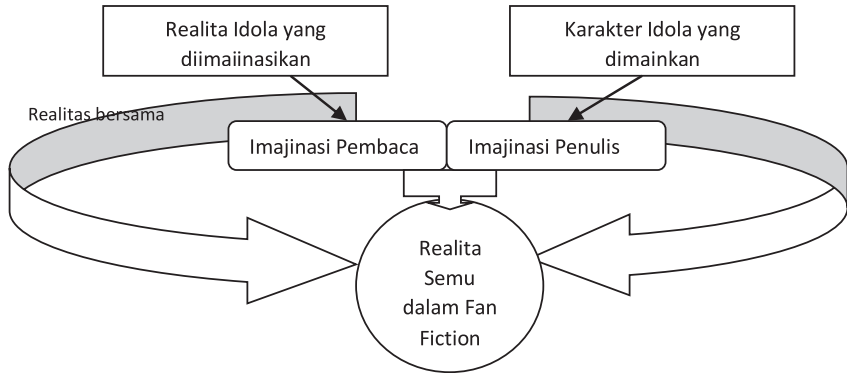 Realita Idola yang
diimaiinasikan
Karakter Idola yang
dimainkan
Realitas bersama
Imajinasi Pembaca
Imajinasi Penulis
Realita
Semu
dalam Fan
Fiction